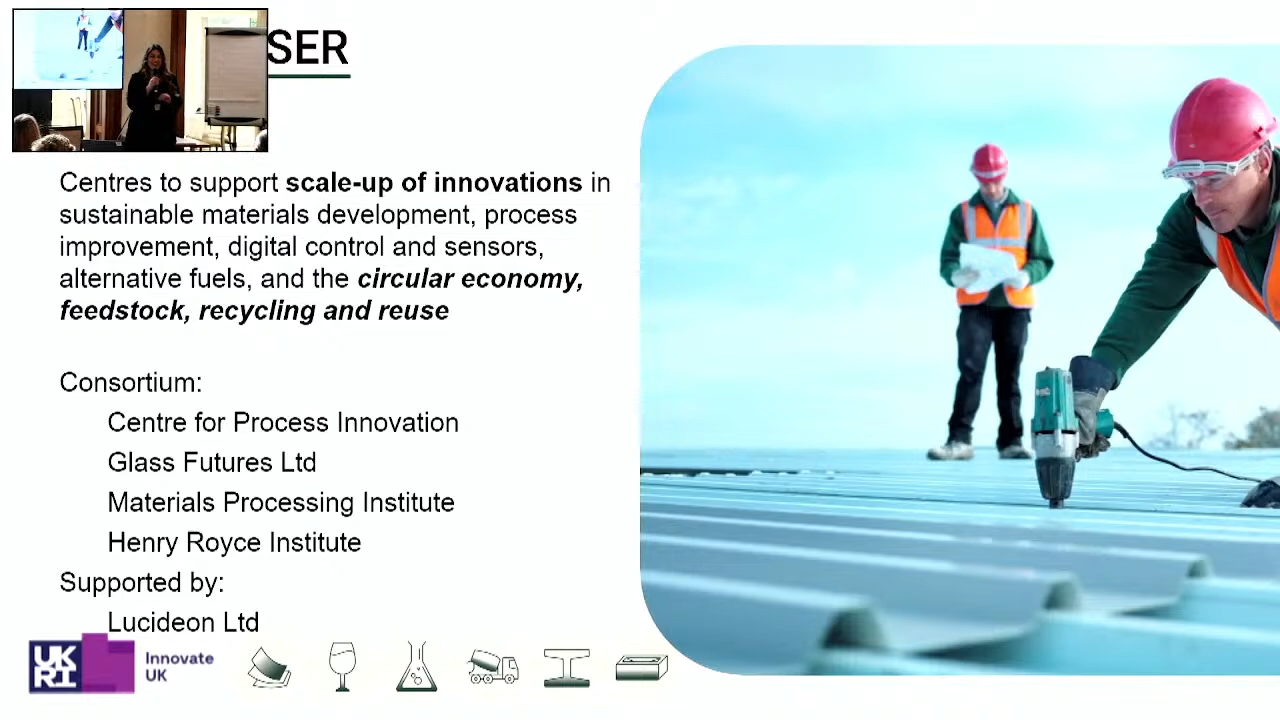 SER
Centres to support scale-up of innovations in
sustainable materials development, process
improvement, digital control and sensors,
alternative fuels, and the circular economy,
feedstock, recycling and reuse
Consortium:
Centre for Process Innovation
Glass Futures Ltd
Materials Processing Institute
Henry Royce Institute
Supported by:
Lucideon Ltd
UK
RI
Innovate
UK